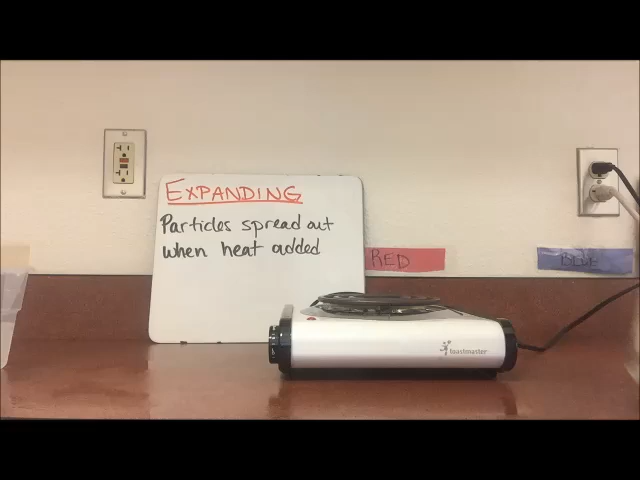 EXPANDING
Particles spread out
when heat added
RED
BLUE
toastmaster